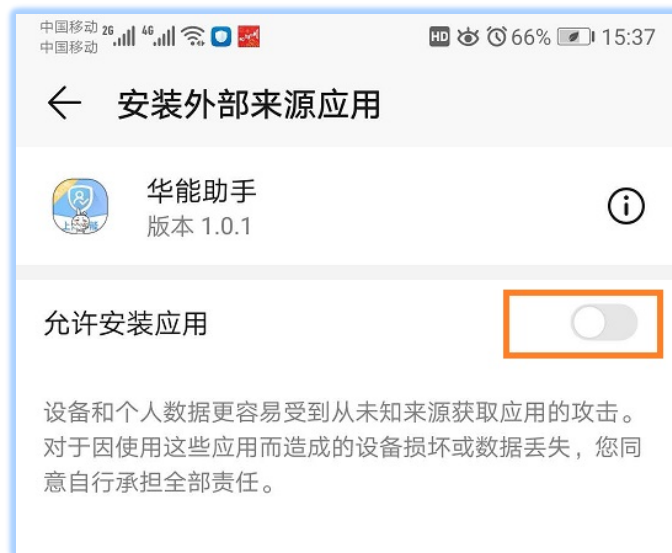 中国移动 2G 4G HD 66% 15:37
中国移动
安装外部来源应用
华能助手
版本 1.0.1
允许安装应用
设备和个人数据更容易受到从未知来源获取应用的攻击。
对于因使用这些应用而造成的设备损坏或数据丢失，您同
意自行承担全部责任。